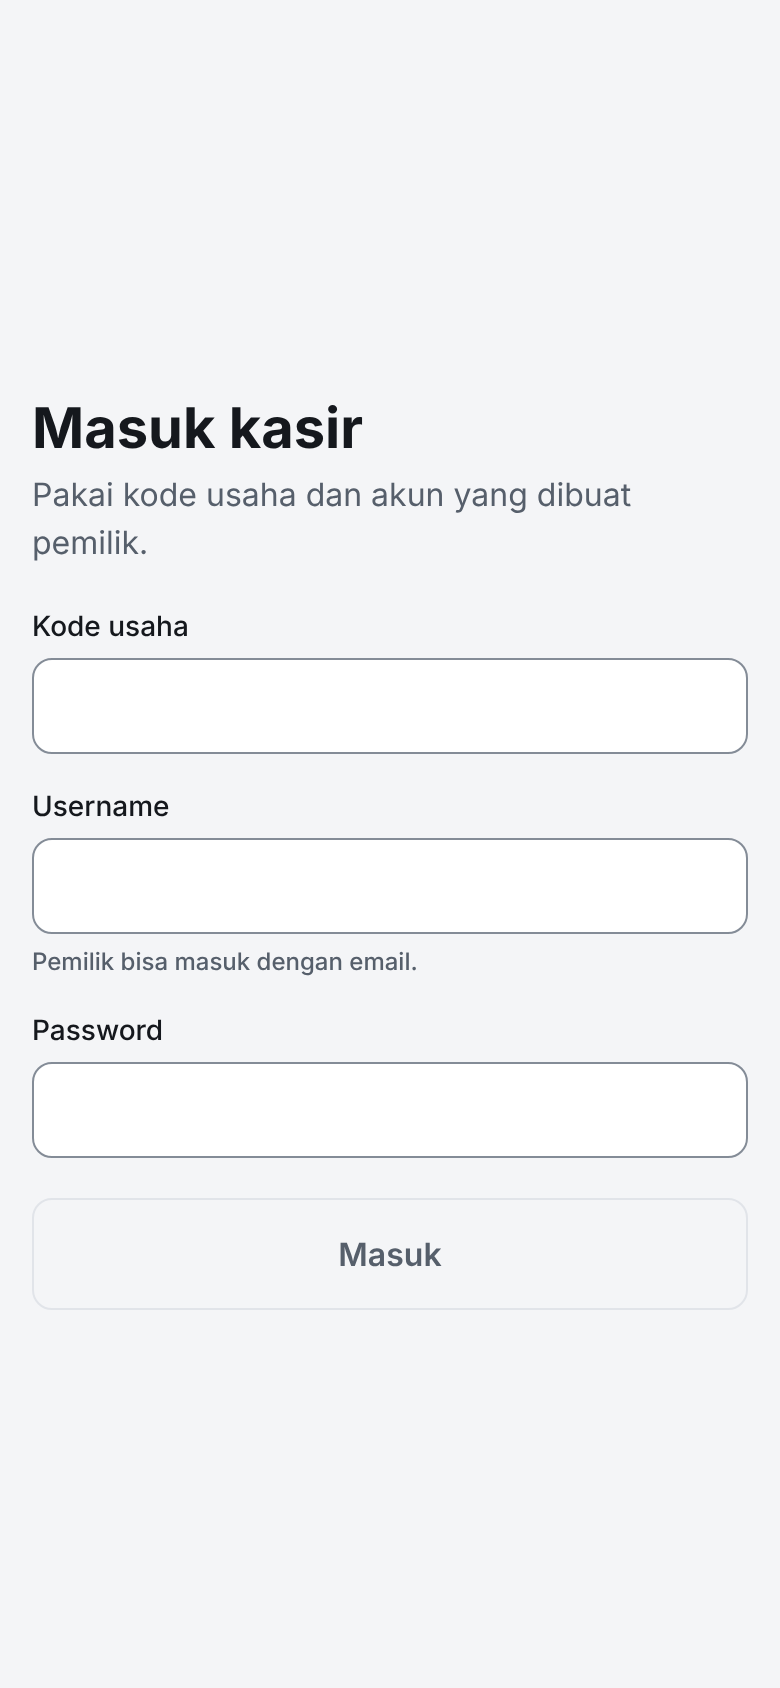 Masuk kasir
Pakai kode usaha dan akun yang dibuat
pemilik.
Kode usaha
Username
Pemilik bisa masuk dengan email.
Password
Masuk